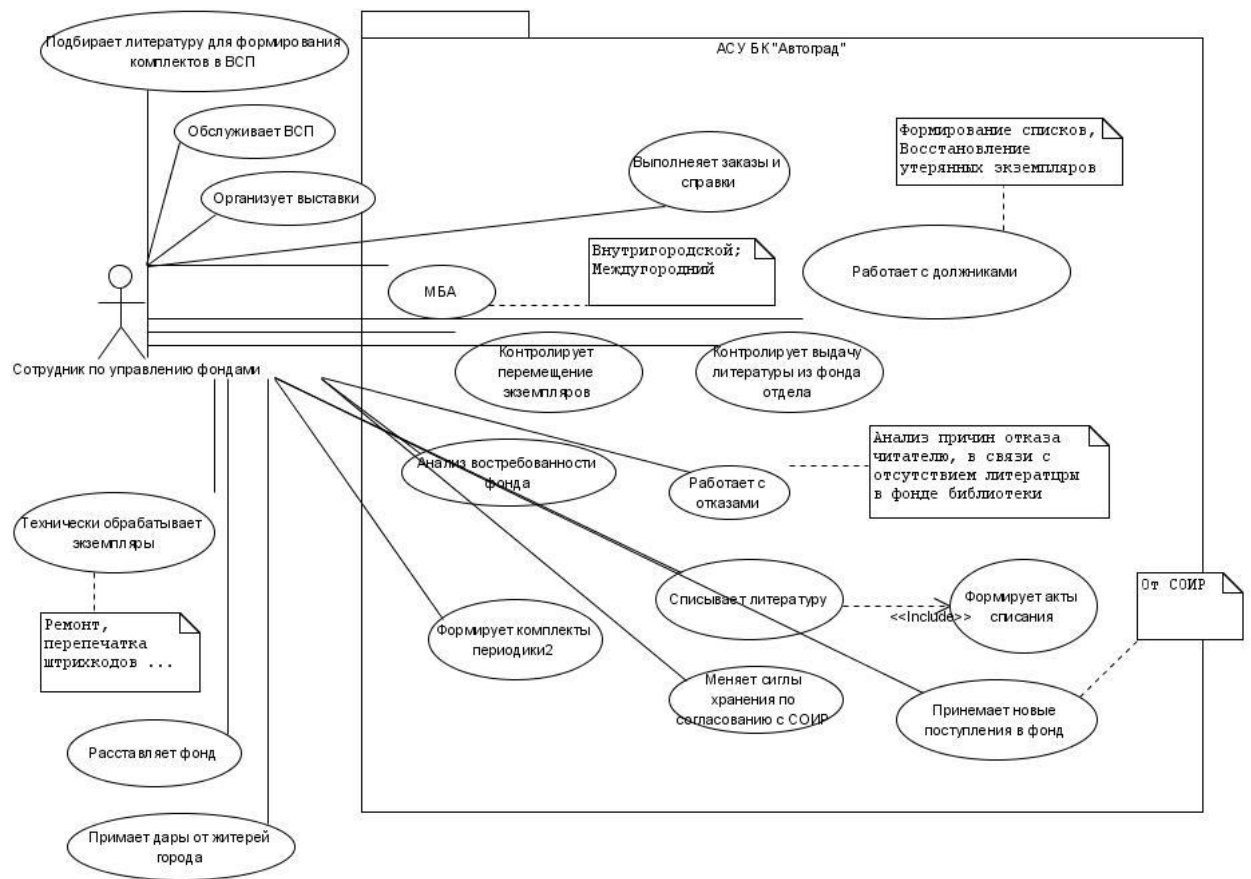 Подбирает литературу для формирования
комплектов в ВСП
АСУ БК "Автоград"
Обслуживает ВСП
Организует выставки
Выполнеяет заказы и
справки
Формирование списков,
Восстановление
утерянных экземпляров
Внутригородской;
Междугородний
Работает с должниками
МБА
Сотрудник по управлению фондами
Контролирует
перемещение
экземпляров
Контролирует выдачу
литературы из фонда
отдела
Анализ востребованности
фонда
Работает с
отказами
Анализ причин отказа
читателю, в связи с
отсутствием литератцры
в фонде библиотеки
Технически обрабатывает
экземпляры
Ремонт,
перепечатка
штрихкодов ...
Списывает литературу
<<Include>>
Формирует акты
списания
От СОИР
Формирует комплекты
периодики2
Меняет сиглы
хранения по
согласованию с СОИР
Принемает новые
поступления в фонд
Расставляет фонд
Примает дары от житерей
города